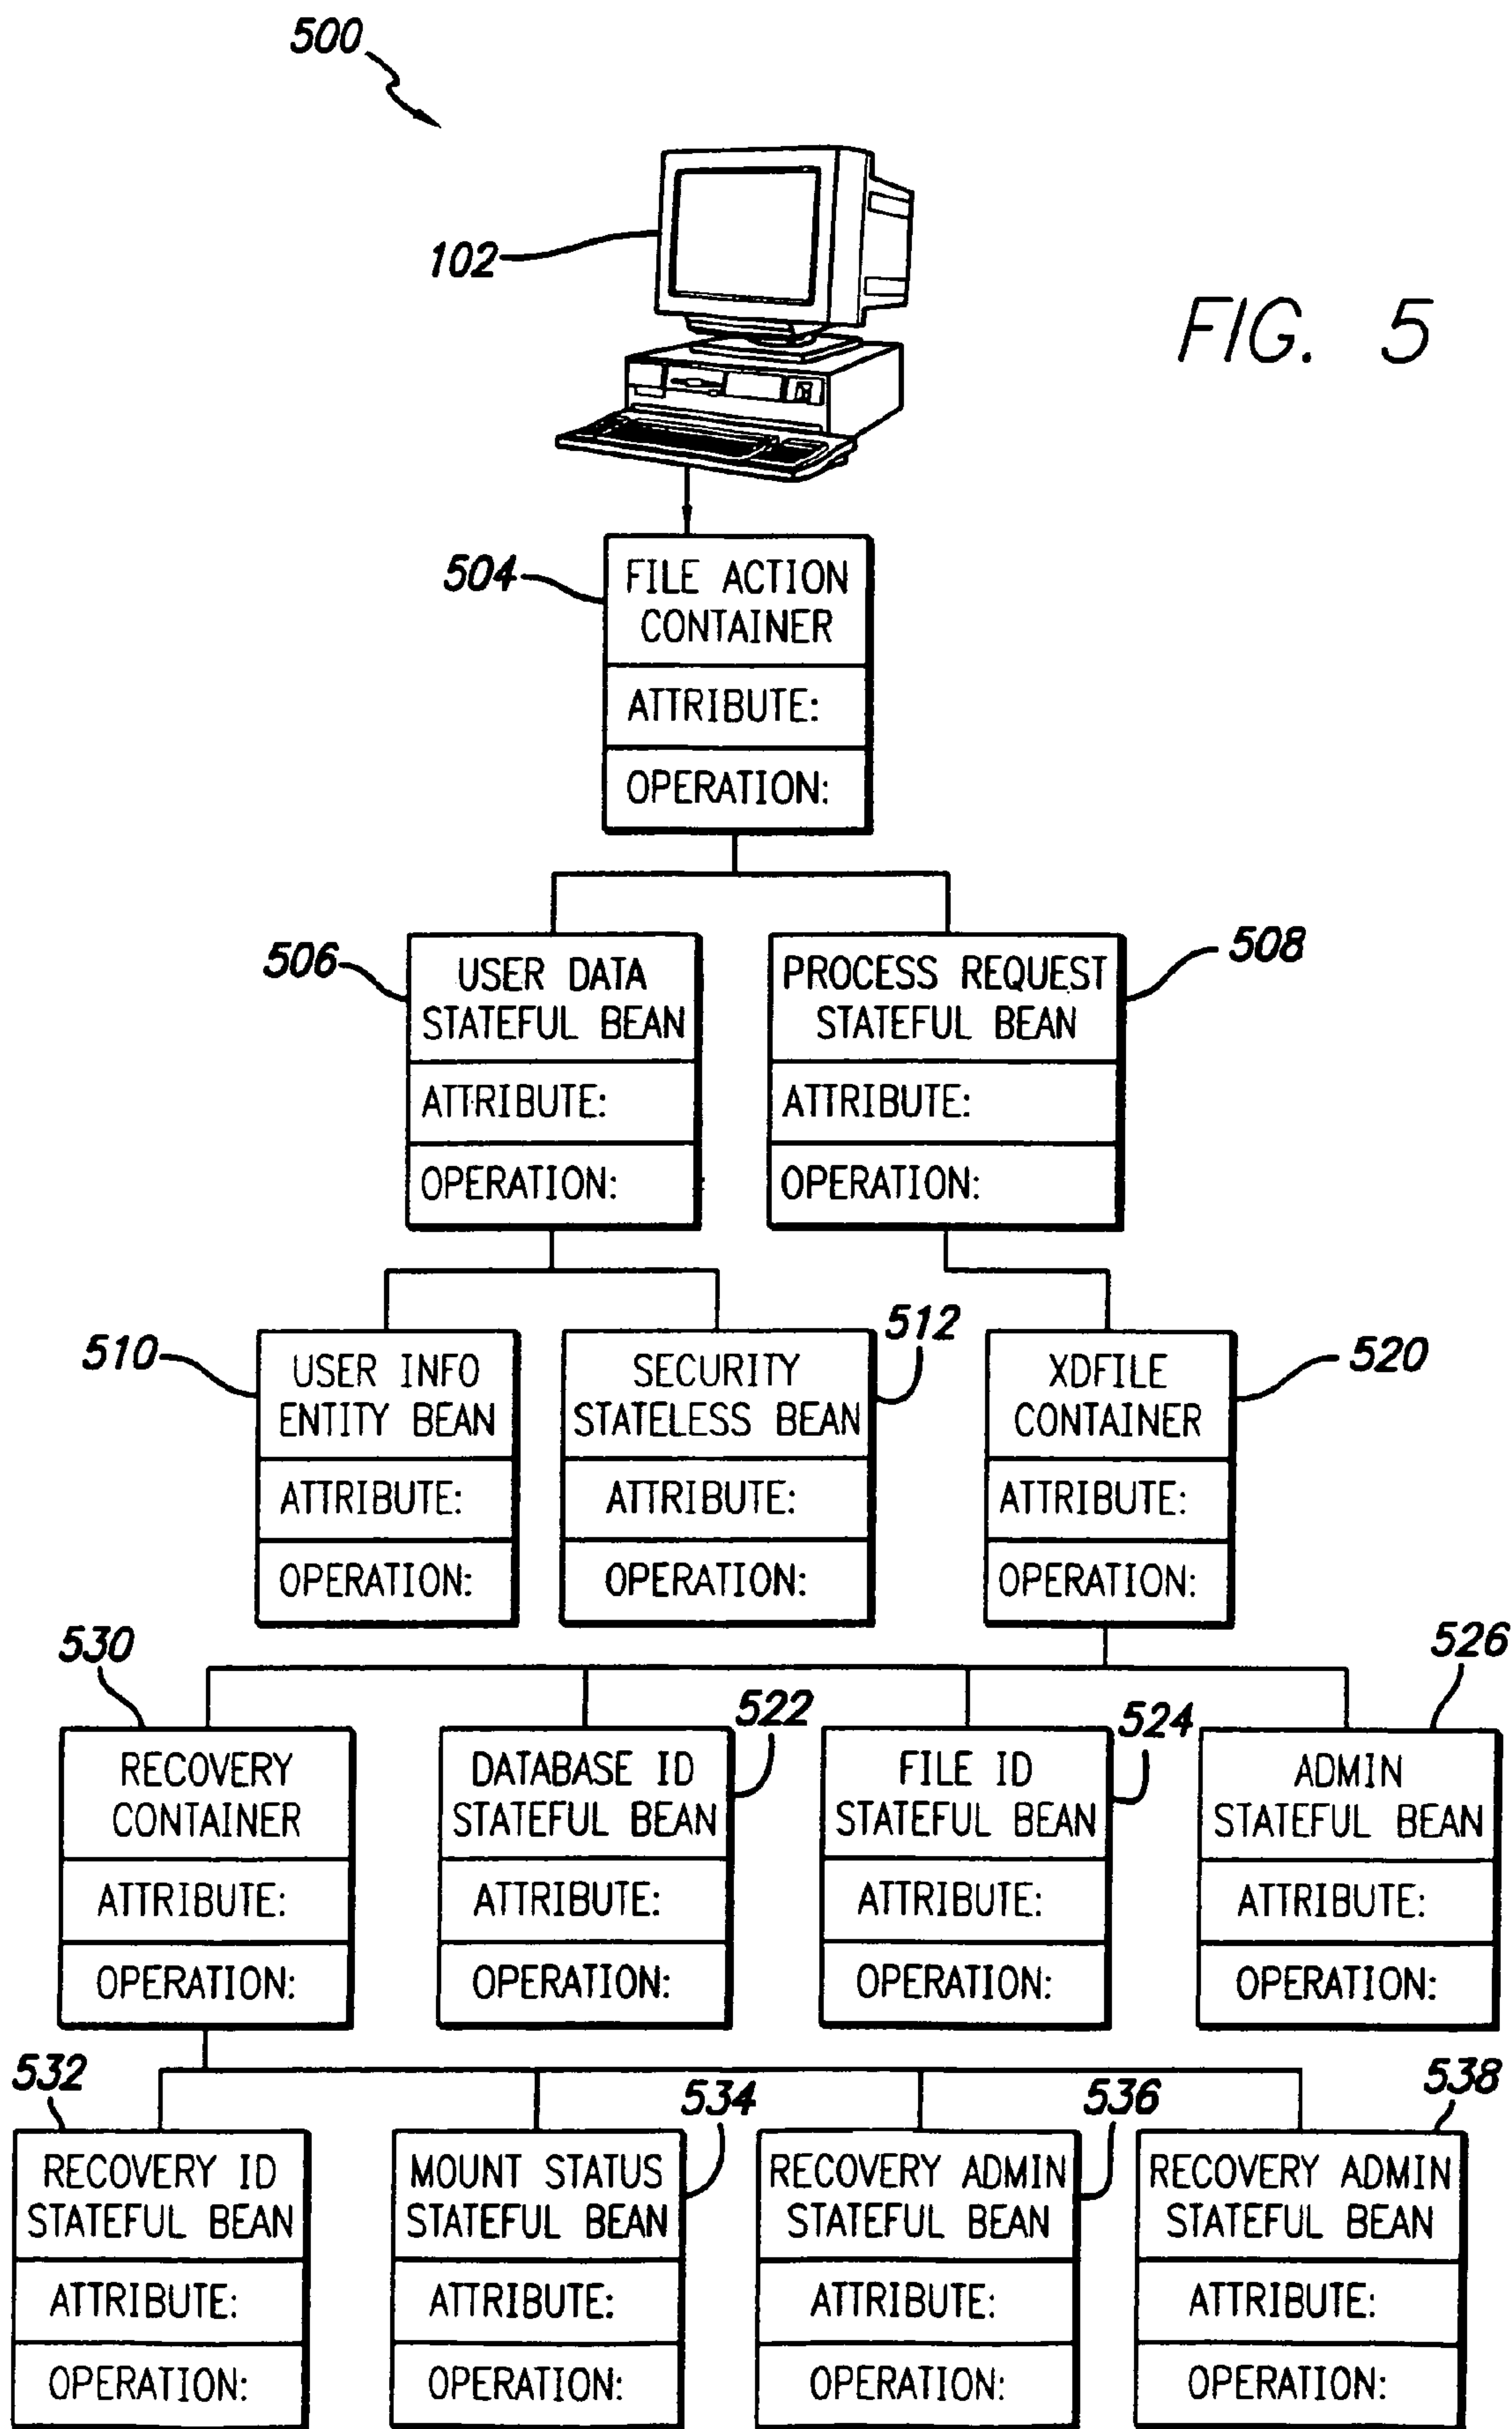 500
102
FIG. 5
504
FILE ACTION
CONTAINER
ATTRIBUTE:
OPERATION:
506
USER DATA
STATEFUL BEAN
ATTRIBUTE:
OPERATION:
508
PROCESS REQUEST
STATEFUL BEAN
ATTRIBUTE:
OPERATION:
510
USER INFO
ENTITY BEAN
ATTRIBUTE:
OPERATION:
512
SECURITY
STATELESS BEAN
ATTRIBUTE:
OPERATION:
520
XDFILE
CONTAINER
ATTRIBUTE:
OPERATION:
530
RECOVERY
CONTAINER
ATTRIBUTE:
OPERATION:
522
DATABASE ID
STATEFUL BEAN
ATTRIBUTE:
OPERATION:
524
FILE ID
STATEFUL BEAN
ATTRIBUTE:
OPERATION:
526
ADMIN
STATEFUL BEAN
ATTRIBUTE:
OPERATION:
532
RECOVERY ID
STATEFUL BEAN
ATTRIBUTE:
OPERATION:
534
MOUNT STATUS
STATEFUL BEAN
ATTRIBUTE:
OPERATION:
536
RECOVERY ADMIN
STATEFUL BEAN
ATTRIBUTE:
OPERATION:
538
RECOVERY ADMIN
STATEFUL BEAN
ATTRIBUTE:
OPERATION: